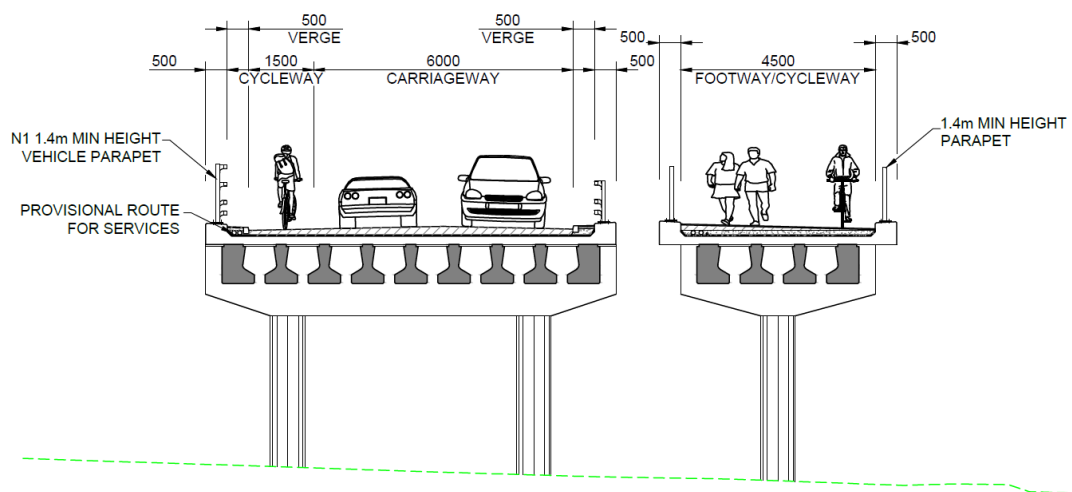 500
VERGE
500
VERGE
500
1500
CYCLEWAY
6000
CARRIAGEWAY
500
500
4500
FOOTWAY/CYCLEWAY
500
N1 1.4m MIN HEIGHT
VEHICLE PARAPET
PROVISIONAL ROUTE
FOR SERVICES
1.4m MIN HEIGHT
PARAPET